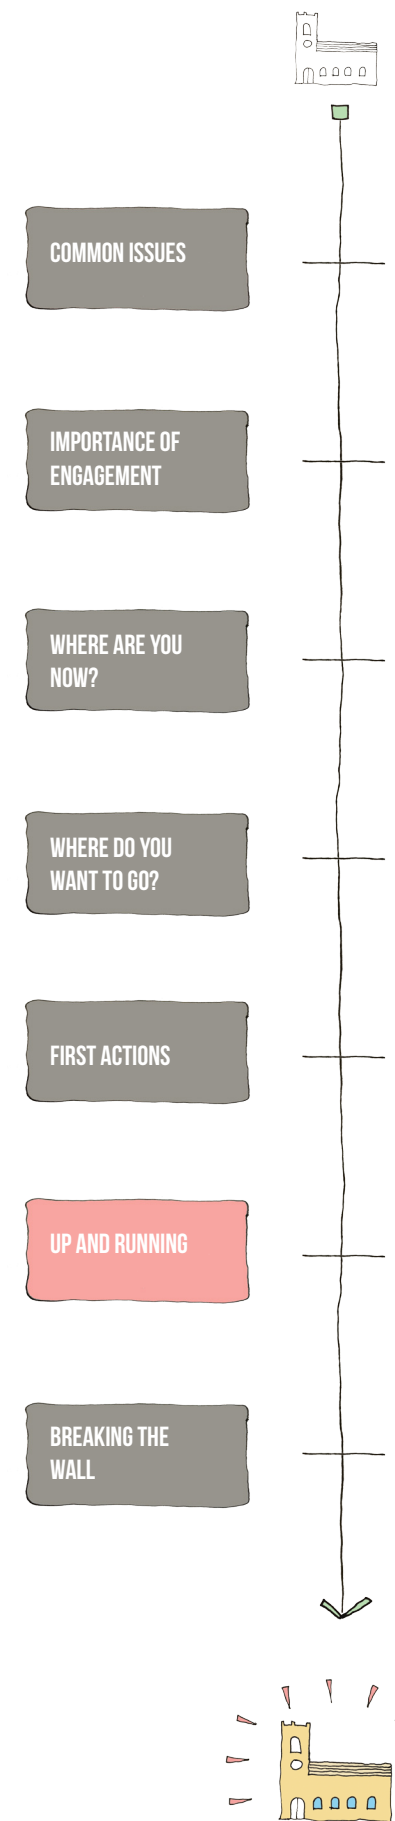 COMMON ISSUES
IMPORTANCE OF
ENGAGEMENT
WHERE ARE YOU
NOW?
WHERE DO YOU
WANT TO GO?
FIRST ACTIONS
UP AND RUNNING
BREAKING THE
WALL